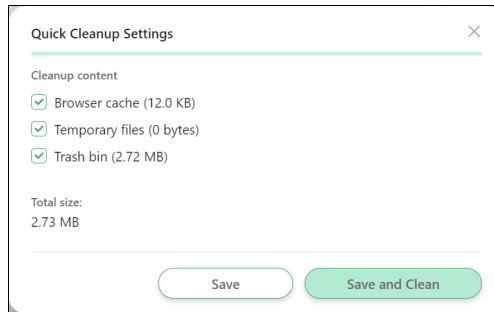 Quick Cleanup Settings
Cleanup content
Browser cache (12.0 KB)
Temporary files (0 bytes)
Trash bin (2.72 MB)
Total size:
2.73 MB
Save
Save and Clean